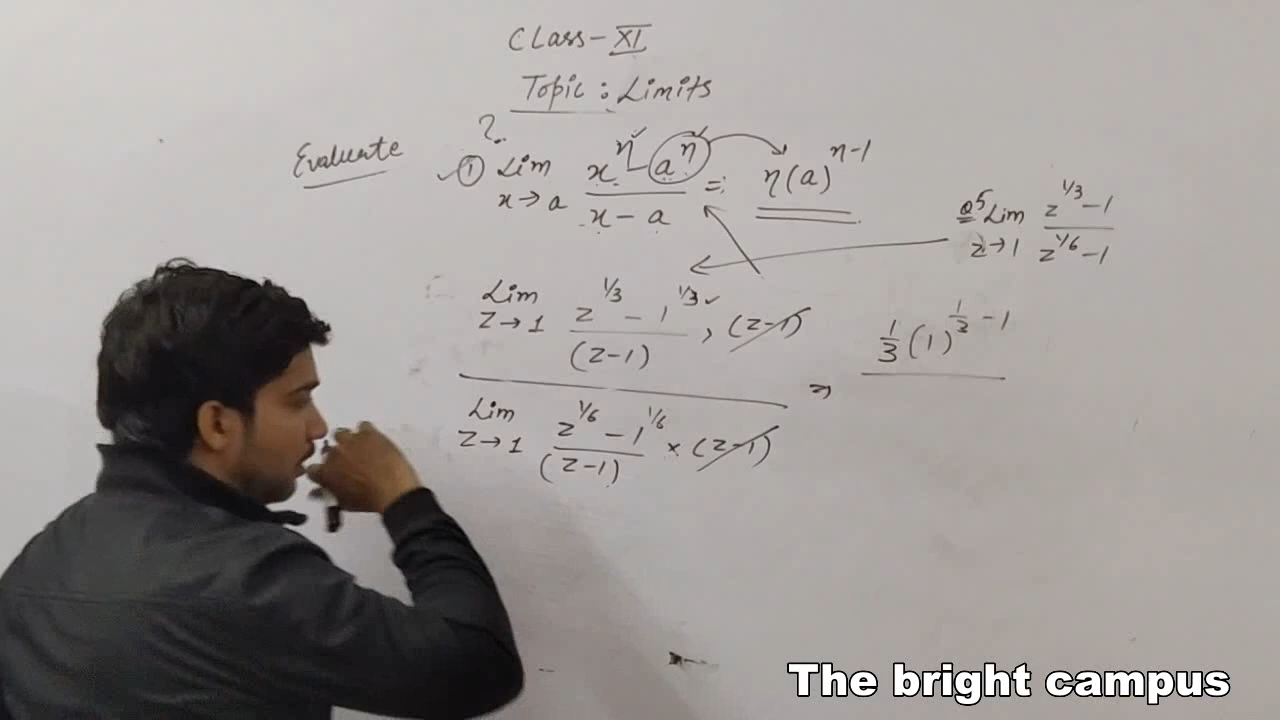 Class - XI
Topic : Limits
Evaluate
? ① Lim x→a (x^n - a^n)/(x - a) = n(a)^(n-1)
Q5 Lim z→1 (z^(1/3) - 1)/(z^(1/6) - 1)
Lim z→1 (z^(1/3) - 1^(1/3))/(z-1) × (z-1)
Lim z→1 (z^(1/6) - 1^(1/6))/(z-1) × (z-1)
⇒ 1/3 (1)^(1/3 - 1)
The bright campus